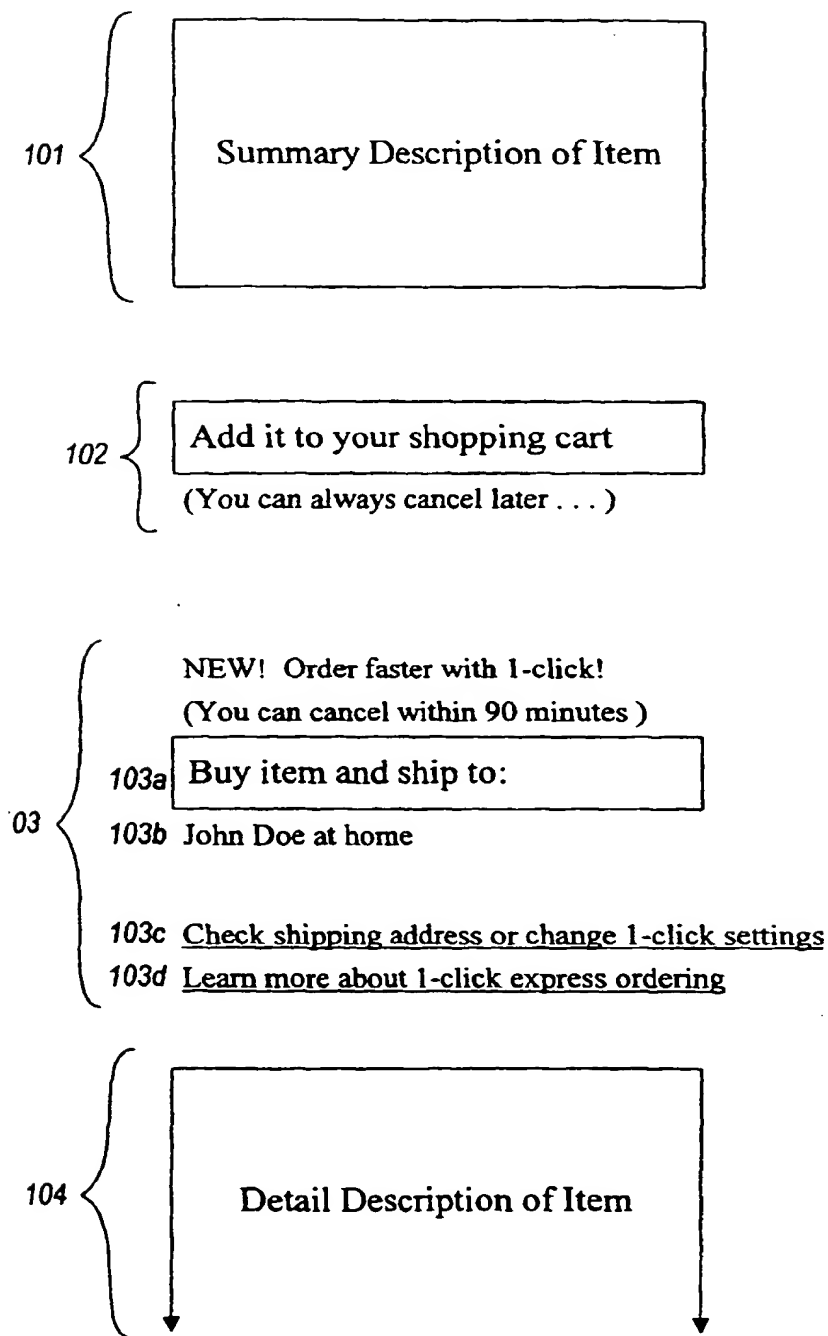 101 Summary Description of Item
102 Add it to your shopping cart
(You can always cancel later . . . )
NEW! Order faster with 1-click!
(You can cancel within 90 minutes )
103a Buy item and ship to:
03
103b John Doe at home
103c Check shipping address or change 1-click settings
103d Learn more about 1-click express ordering
104 Detail Description of Item